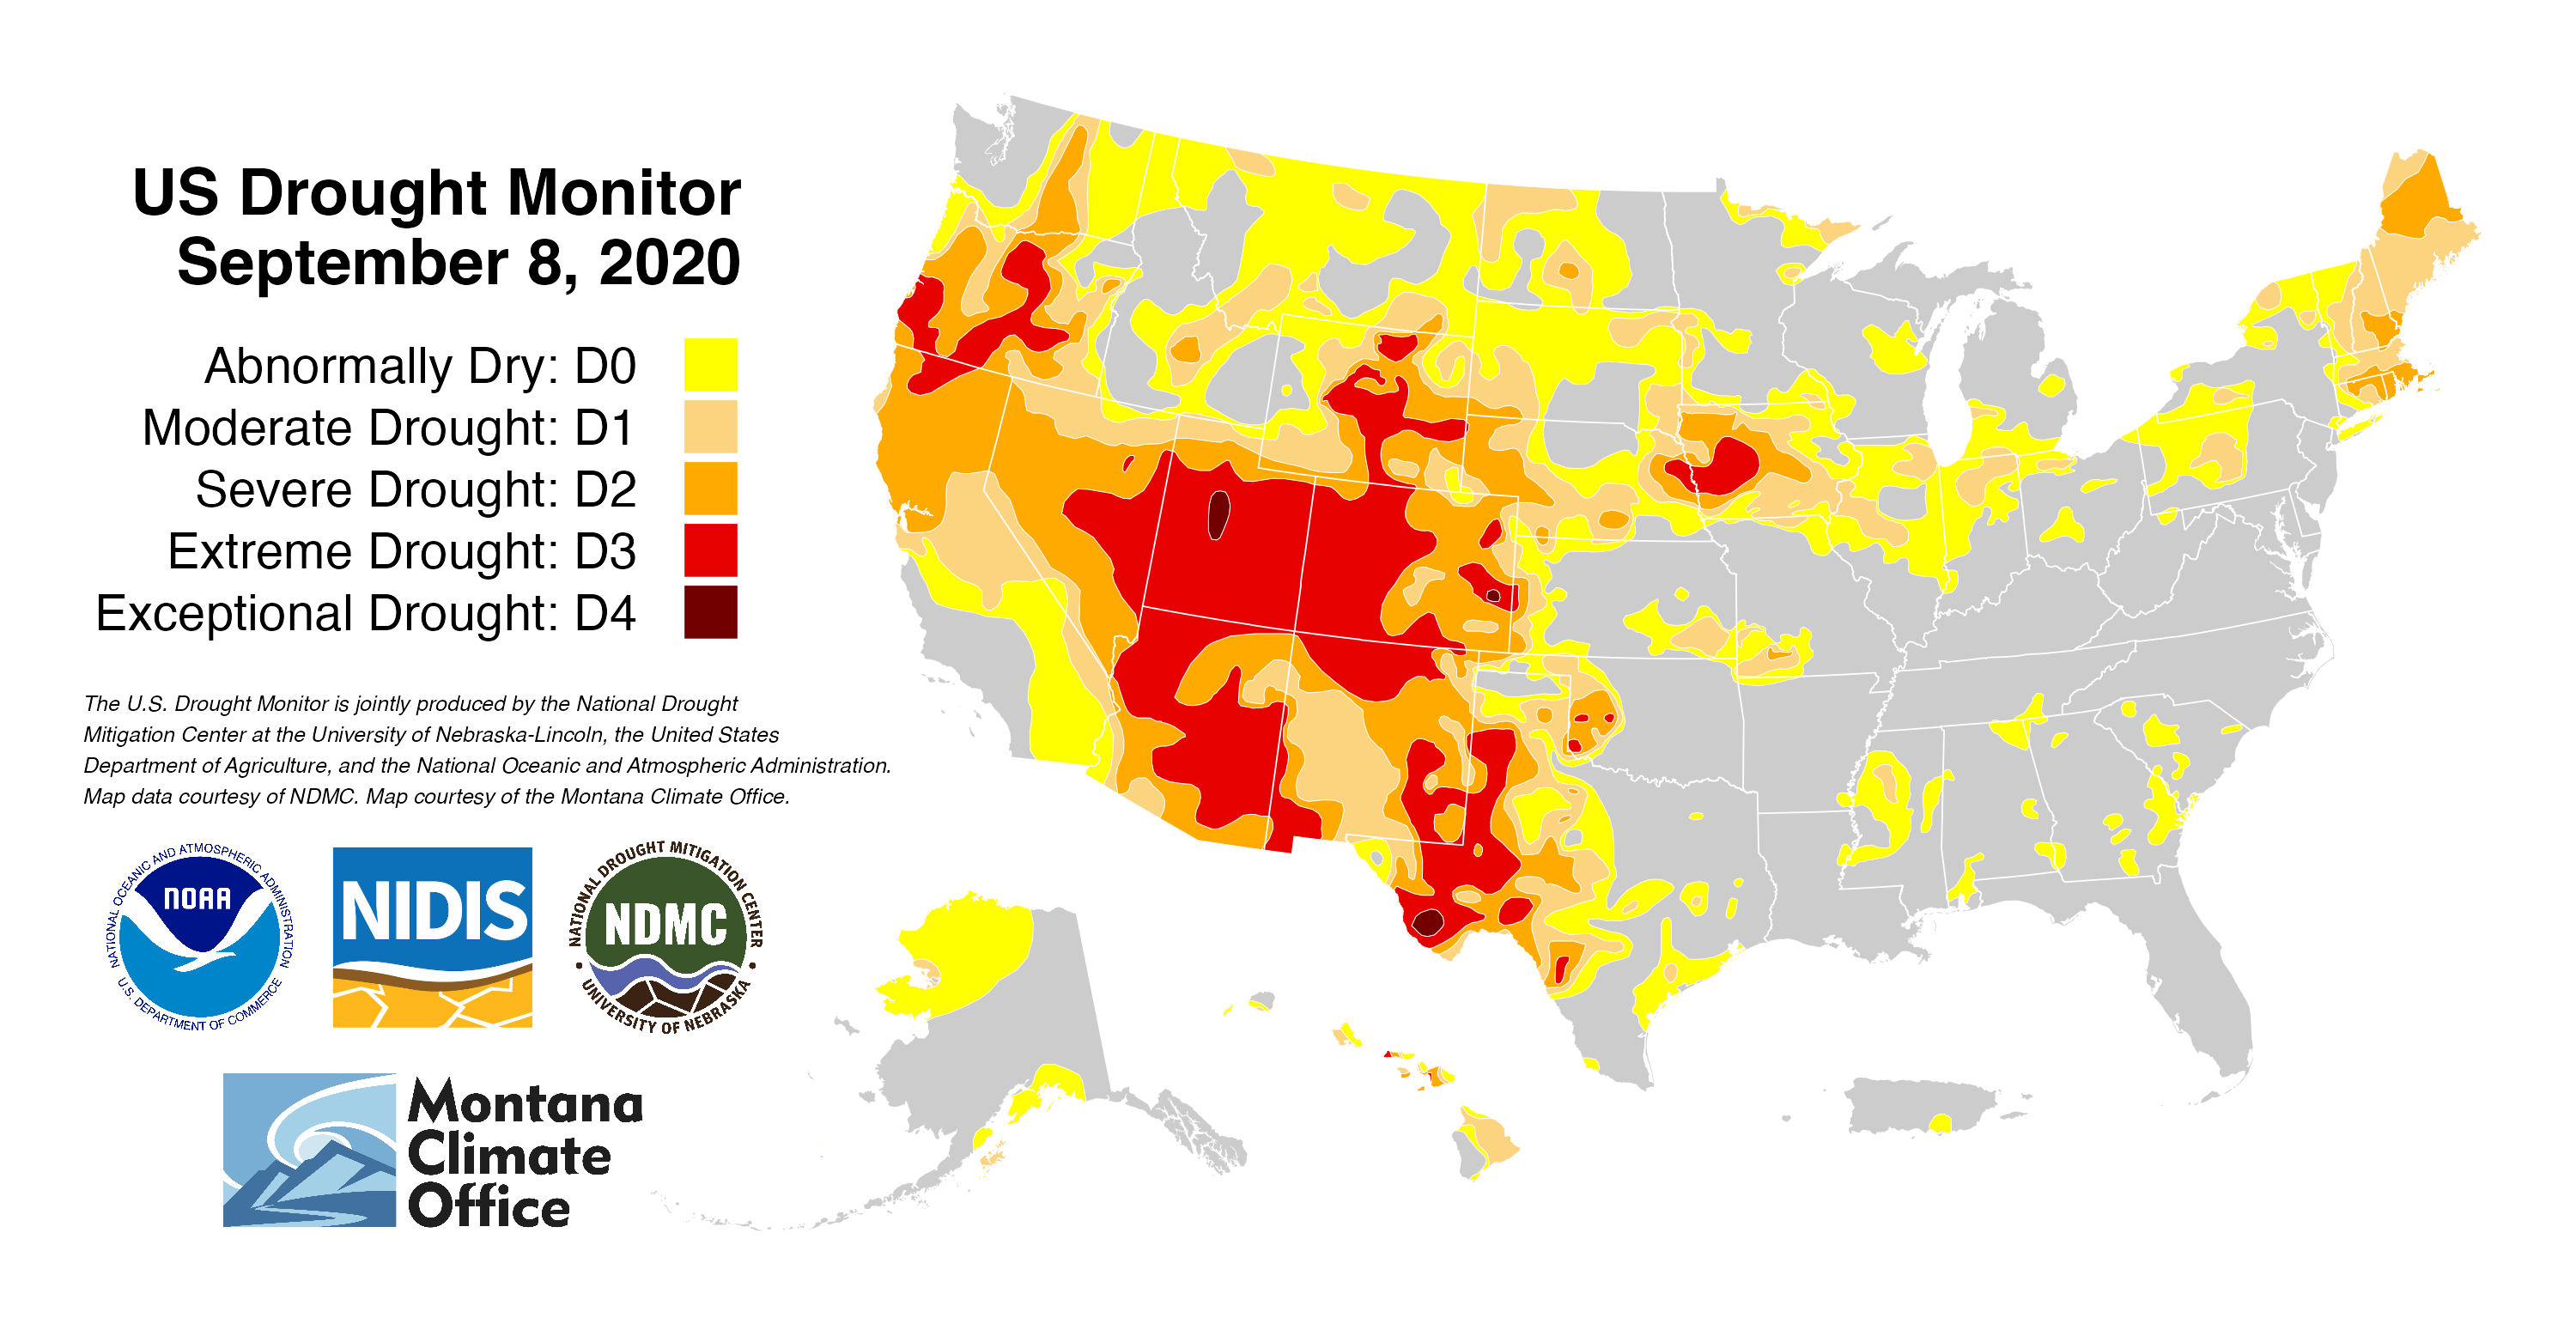 US Drought Monitor
September 8, 2020
Abnormally Dry: D0
Moderate Drought: D1
Severe Drought: D2
Extreme Drought: D3
Exceptional Drought: D4
The U.S. Drought Monitor is jointly produced by the National Drought
Mitigation Center at the University of Nebraska-Lincoln, the United States
Department of Agriculture, and the National Oceanic and Atmospheric Administration.
Map data courtesy of NDMC. Map courtesy of the Montana Climate Office.
NATIONAL OCEANIC AND ATMOSPHERIC ADMINISTRATION
NOAA
U.S. DEPARTMENT OF COMMERCE
NIDIS
NATIONAL DROUGHT MITIGATION CENTER
NDMC
UNIVERSITY OF NEBRASKA
Montana
Climate
Office